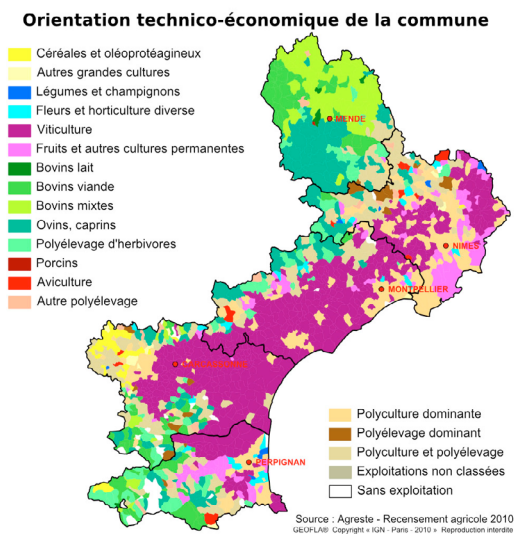 Orientation technico-économique de la commune
Céréales et oléoprotéagineux
Autres grandes cultures
Légumes et champignons
Fleurs et horticulture diverse
Viticulture
Fruits et autres cultures permanentes
Bovins lait
Bovins viande
Bovins mixtes
Ovins, caprins
Polyélevage d'herbivores
Porcins
Aviculture
Autre polyélevage
MENDE
NIMES
MONTPELLIER
PERPIGNAN
Polyculture dominante
Polyélevage dominant
Polyculture et polyélevage
Exploitations non classées
Sans exploitation
Source : Agreste - Recensement agricole 2010
GEOFLA® Copyright « IGN - Paris - 2010 » Reproduction interdite